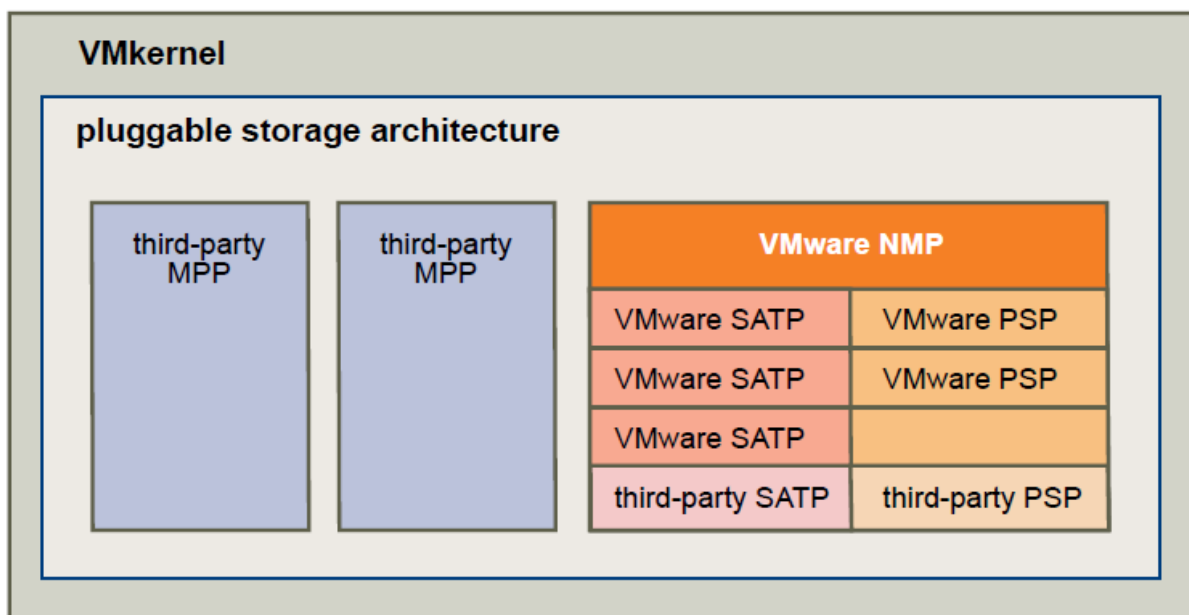 VMkernel
pluggable storage architecture
third-party
MPP
third-party
MPP
VMware NMP
VMware SATP
VMware PSP
VMware SATP
VMware PSP
VMware SATP
third-party SATP
third-party PSP